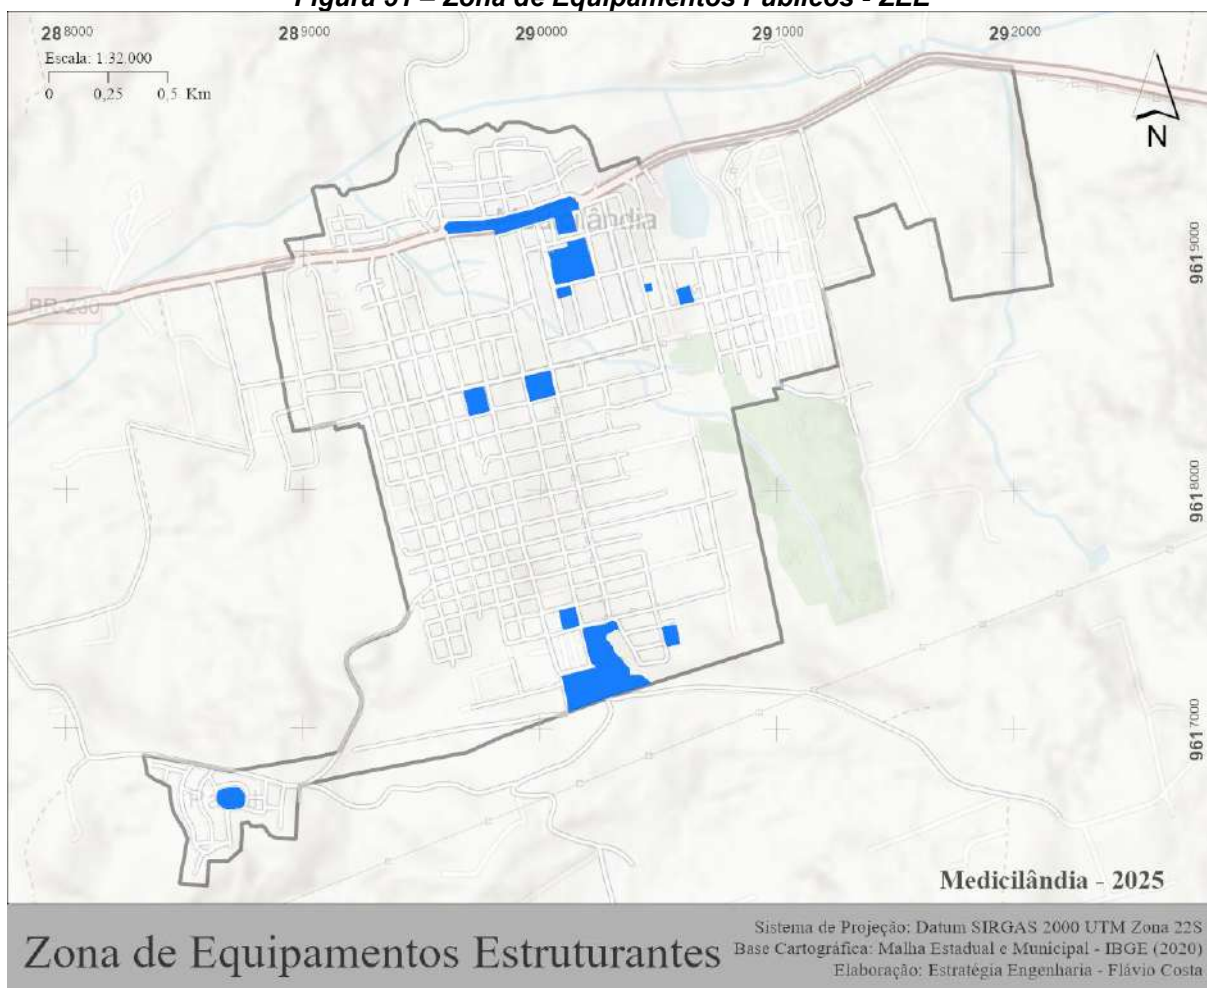 Figura 91 – Zona de Equipamentos Públicos - ZEE
288000 289000 290000 291000 292000
Escala: 1:32.000
0 0,25 0,5 Km
N
Medicilândia
9619000
BR-230
9618000
9617000
Medicilândia - 2025
Zona de Equipamentos Estruturantes
Sistema de Projeção: Datum SIRGAS 2000 UTM Zona 22S
Base Cartográfica: Malha Estadual e Municipal - IBGE (2020)
Elaboração: Estratégia Engenharia - Flávio Costa